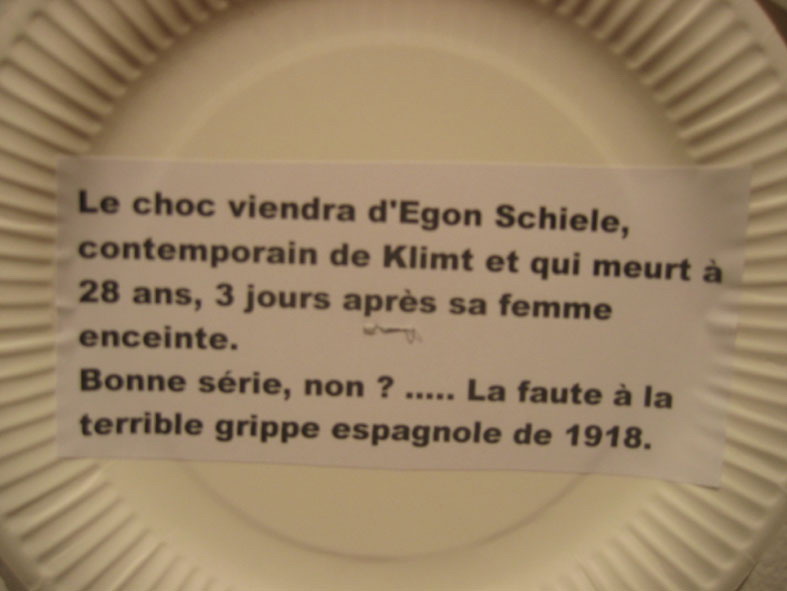 Le choc viendra d'Egon Schiele,
contemporain de Klimt et qui meurt à
28 ans, 3 jours après sa femme
enceinte.
Bonne série, non ? ..... La faute à la
terrible grippe espagnole de 1918.